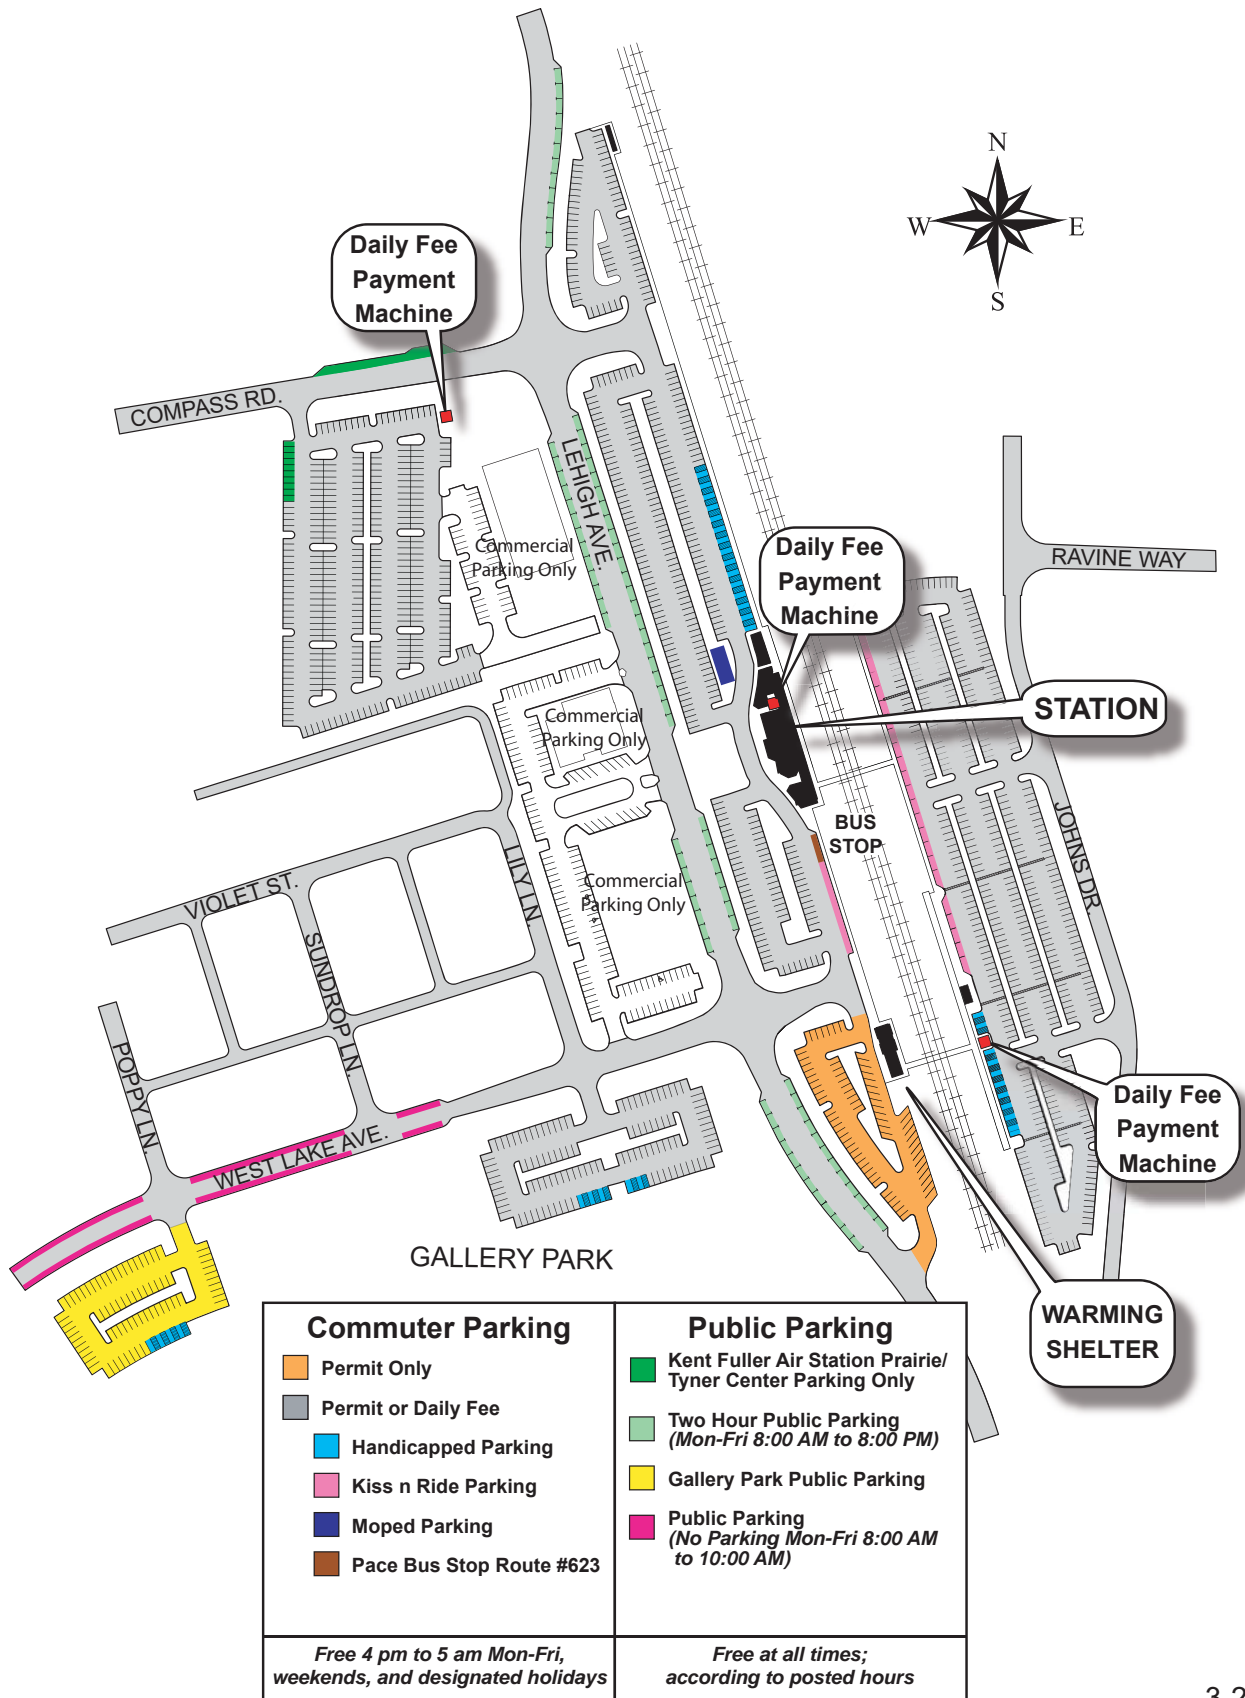 N
W
E
S
Daily Fee
Payment
Machine
COMPASS RD.
LEHIGH AVE.
Commercial
Parking Only
Daily Fee
Payment
Machine
RAVINE WAY
STATION
Commercial
Parking Only
BUS
STOP
JOHNS DR.
LILY LN.
Commercial
Parking Only
VIOLET ST.
SUNDROP LN.
POPPY LN.
WEST LAKE AVE.
Daily Fee
Payment
Machine
GALLERY PARK
WARMING
SHELTER
Commuter Parking
Permit Only
Permit or Daily Fee
Handicapped Parking
Kiss n Ride Parking
Moped Parking
Pace Bus Stop Route #623
Free 4 pm to 5 am Mon-Fri,
weekends, and designated holidays
Public Parking
Kent Fuller Air Station Prairie/
Tyner Center Parking Only
Two Hour Public Parking
(Mon-Fri 8:00 AM to 8:00 PM)
Gallery Park Public Parking
Public Parking
(No Parking Mon-Fri 8:00 AM
to 10:00 AM)
Free at all times;
according to posted hours